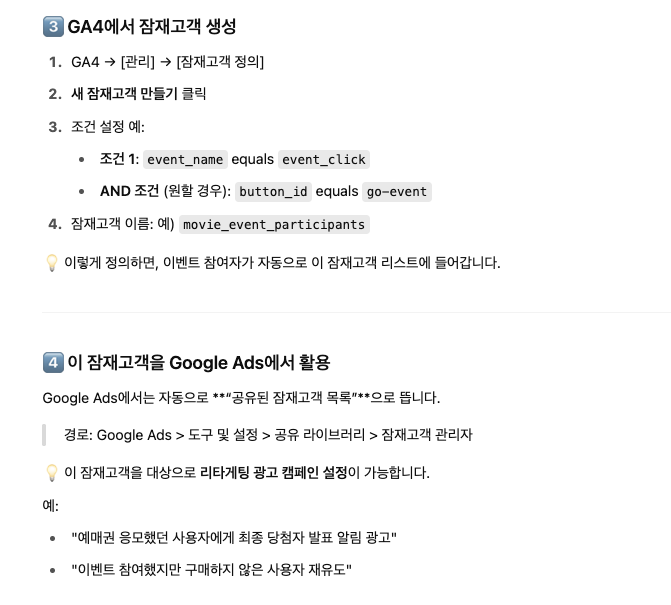 3 GA4에서 잠재고객 생성
1. GA4 → [관리] → [잠재고객 정의]
2. 새 잠재고객 만들기 클릭
3. 조건 설정 예:
• 조건 1: event_name equals event_click
• AND 조건 (원할 경우): button_id equals go-event
4. 잠재고객 이름: 예) movie_event_participants
💡 이렇게 정의하면, 이벤트 참여자가 자동으로 이 잠재고객 리스트에 들어갑니다.
4 이 잠재고객을 Google Ads에서 활용
Google Ads에서는 자동으로 **“공유된 잠재고객 목록”**으로 뜹니다.
경로: Google Ads > 도구 및 설정 > 공유 라이브러리 > 잠재고객 관리자
💡 이 잠재고객을 대상으로 리타게팅 광고 캠페인 설정이 가능합니다.
예:
• "예매권 응모했던 사용자에게 최종 당첨자 발표 알림 광고"
• "이벤트 참여했지만 구매하지 않은 사용자 재유도"